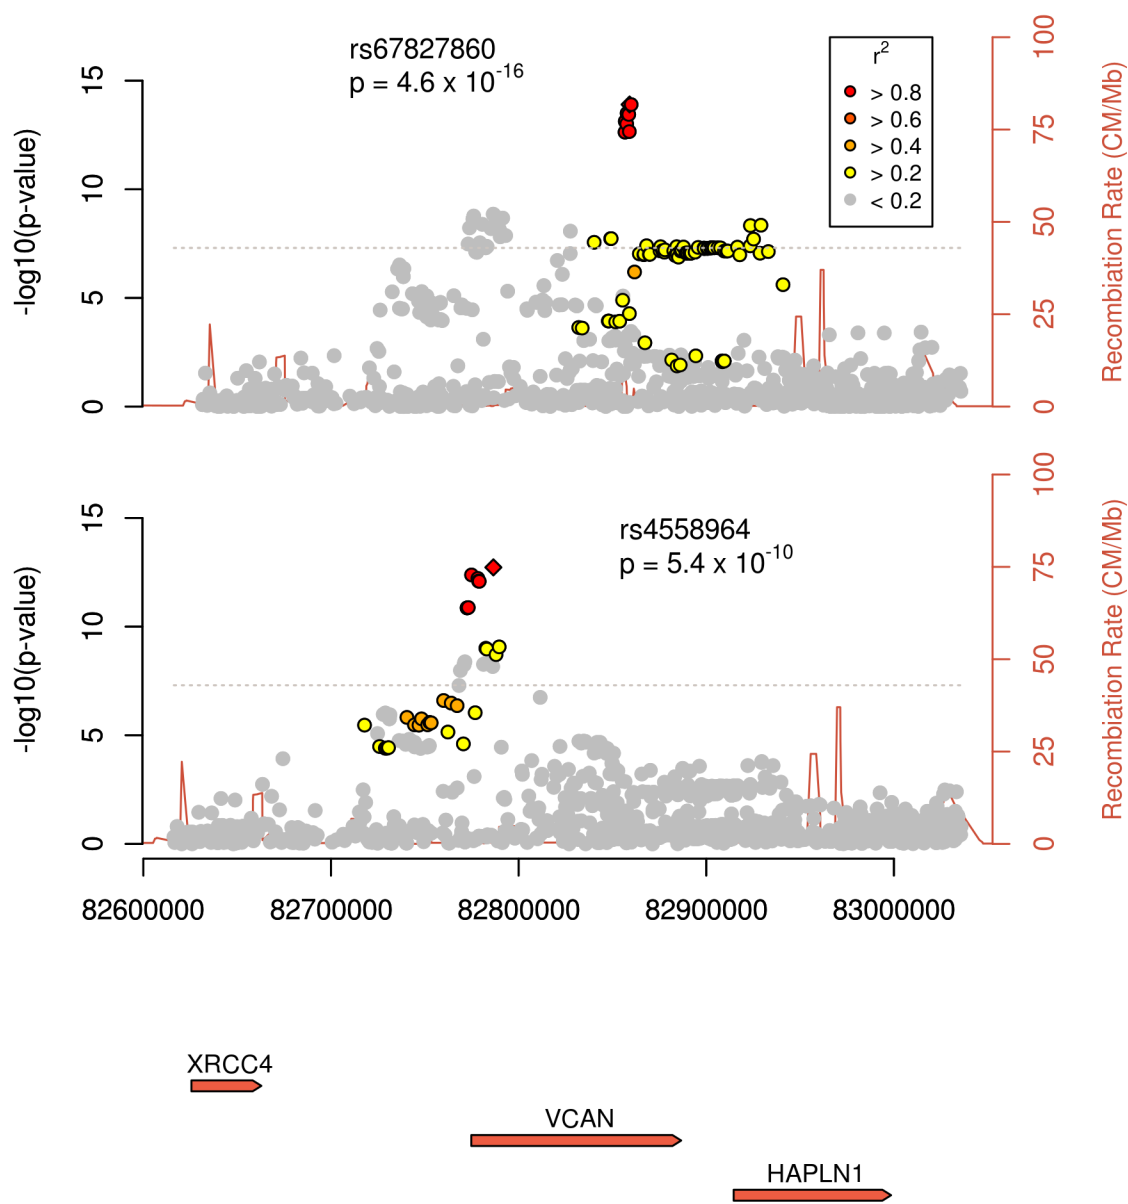 rs67827860
p = 4.6 x 10^-16
r^2
> 0.8
> 0.6
> 0.4
> 0.2
< 0.2
-log10(p-value)
0
5
10
15
Recombiation Rate (CM/Mb)
0
25
50
75
100
rs4558964
p = 5.4 x 10^-10
-log10(p-value)
0
5
10
15
Recombiation Rate (CM/Mb)
0
25
50
75
100
82600000 82700000 82800000 82900000 83000000
XRCC4
VCAN
HAPLN1